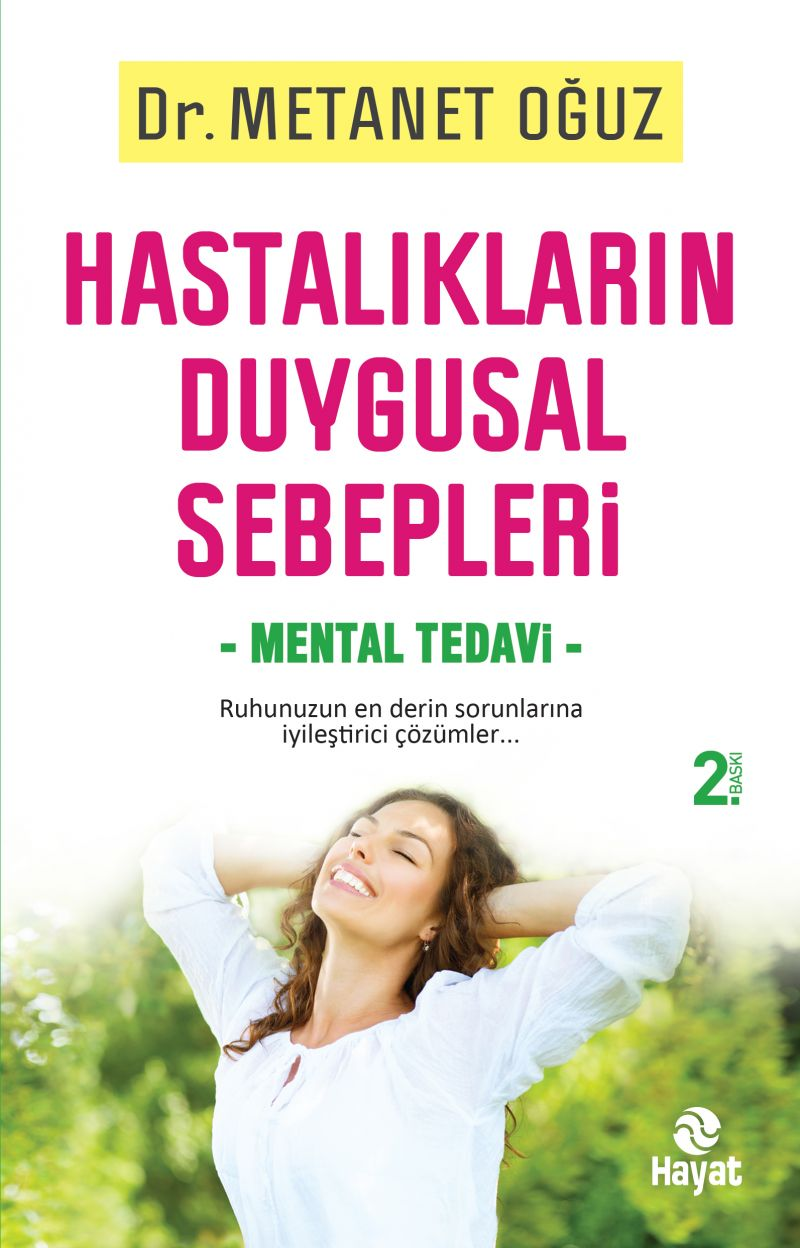 Dr. METANET OĞUZ
HASTALIKLARIN
DUYGUSAL
SEBEPLERİ
- MENTAL TEDAVİ -
Ruhunuzun en derin sorunlarına
iyileştirici çözümler...
2. BASKI
Hayat